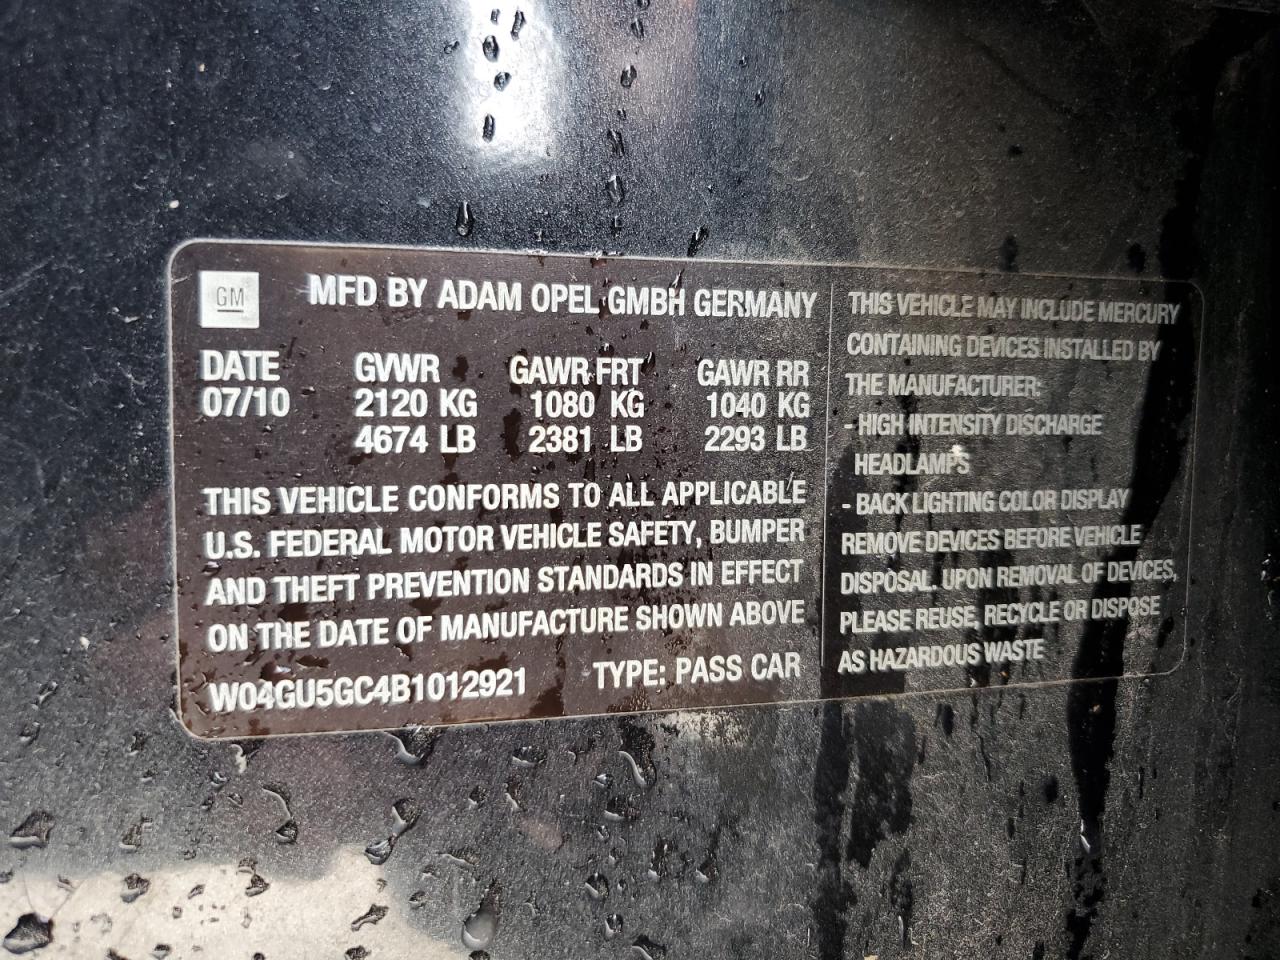 GM
MFD BY ADAM OPEL GMBH GERMANY
DATE GVWR GAWR FRT GAWR RR
07/10 2120 KG 1080 KG 1040 KG
4674 LB 2381 LB 2293 LB
THIS VEHICLE CONFORMS TO ALL APPLICABLE
U.S. FEDERAL MOTOR VEHICLE SAFETY, BUMPER
AND THEFT PREVENTION STANDARDS IN EFFECT
ON THE DATE OF MANUFACTURE SHOWN ABOVE
W04GU5GC4B1012921 TYPE: PASS CAR
THIS VEHICLE MAY INCLUDE MERCURY
CONTAINING DEVICES INSTALLED BY
THE MANUFACTURER:
- HIGH INTENSITY DISCHARGE
HEADLAMPS
- BACK LIGHTING COLOR DISPLAY
REMOVE DEVICES BEFORE VEHICLE
DISPOSAL. UPON REMOVAL OF DEVICES,
PLEASE REUSE, RECYCLE OR DISPOSE
AS HAZARDOUS WASTE